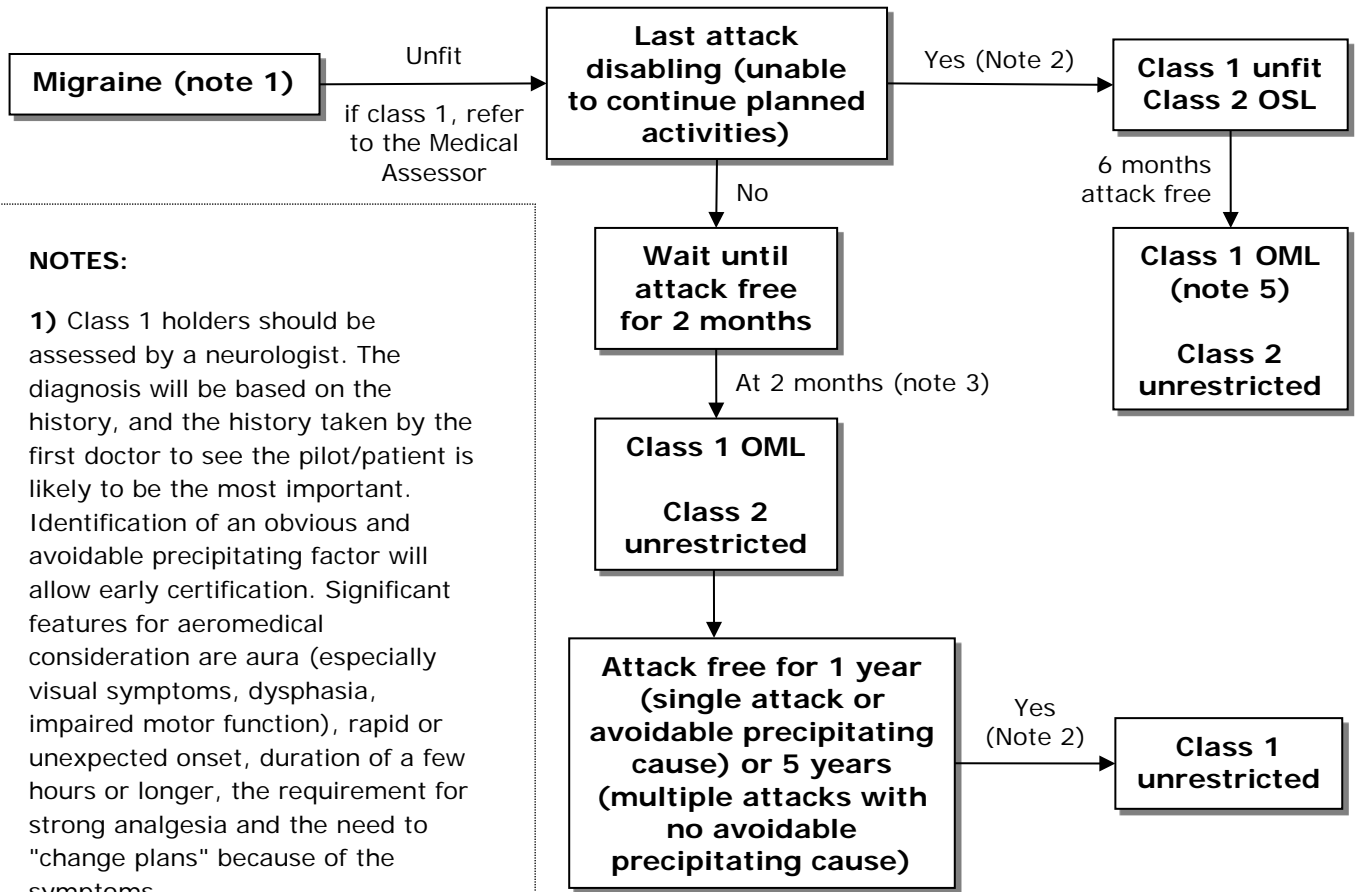 Migraine (note 1)
Unfit
if class 1, refer
to the Medical
Assessor
Last attack
disabling (unable
to continue planned
activities)
Yes (Note 2)
Class 1 unfit
Class 2 OSL
6 months
attack free
Class 1 OML
(note 5)
Class 2
unrestricted
No
Wait until
attack free
for 2 months
At 2 months (note 3)
Class 1 OML
Class 2
unrestricted
Attack free for 1 year
(single attack or
avoidable precipitating
cause) or 5 years
(multiple attacks with
no avoidable
precipitating cause)
Yes
(Note 2)
Class 1
unrestricted
NOTES:
1) Class 1 holders should be
assessed by a neurologist. The
diagnosis will be based on the
history, and the history taken by the
first doctor to see the pilot/patient is
likely to be the most important.
Identification of an obvious and
avoidable precipitating factor will
allow early certification. Significant
features for aeromedical
consideration are aura (especially
visual symptoms, dysphasia,
impaired motor function), rapid or
unexpected onset, duration of a few
hours or longer, the requirement for
strong analgesia and the need to
"change plans" because of the
symptoms